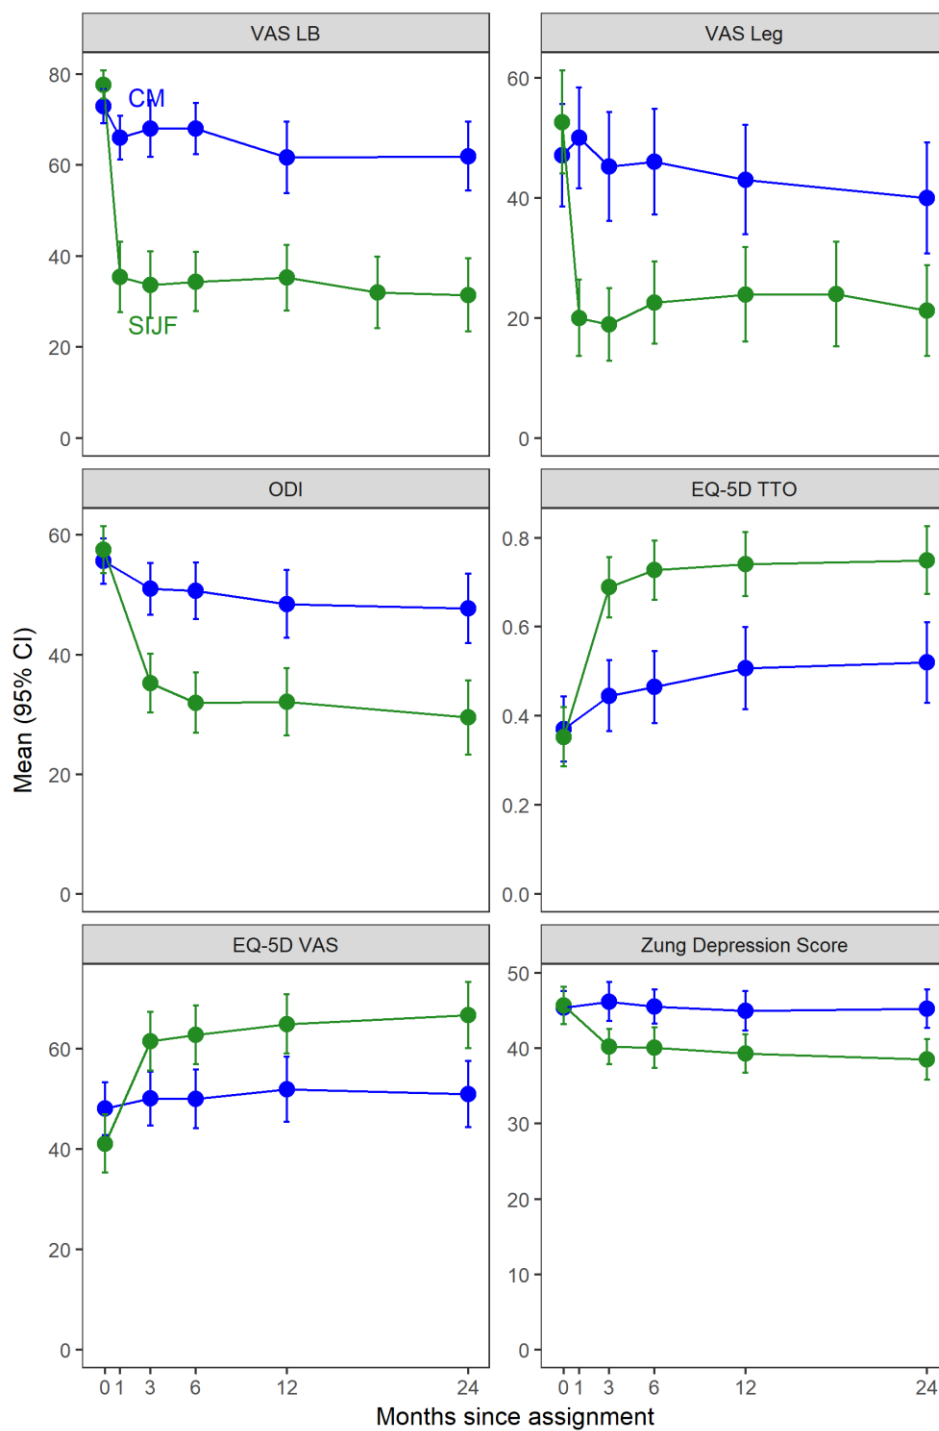 VAS LB
VAS Leg
80
60
40
20
0
CM
SIJF
60
40
20
0
ODI
EQ-5D TTO
Mean (95% CI)
60
40
20
0
0.8
0.6
0.4
0.2
0.0
EQ-5D VAS
Zung Depression Score
60
40
20
0
50
40
30
20
10
0
0 1 3 6 12 24
0 1 3 6 12 24
Months since assignment